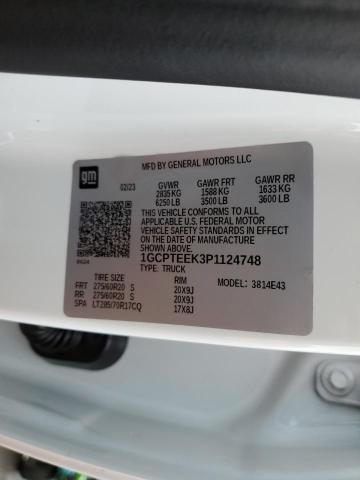 gm
MFD BY GENERAL MOTORS LLC
02/23 GVWR GAWR FRT GAWR RR
2835 KG 1588 KG 1633 KG
6250 LB 3500 LB 3600 LB
THIS VEHICLE CONFORMS TO ALL
APPLICABLE U.S. FEDERAL MOTOR
VEHICLE SAFETY STANDARDS IN
EFFECT ON THE DATE OF MANUFACTURE
SHOWN ABOVE.
1GCPTEEK3P1124748
TYPE: TRUCK
TIRE SIZE RIM MODEL: 3814E43
FRT 275/60R20 S 20X9J
RR 275/60R20 S 20X9J
SPA LT285/70R17CQ 17X8J